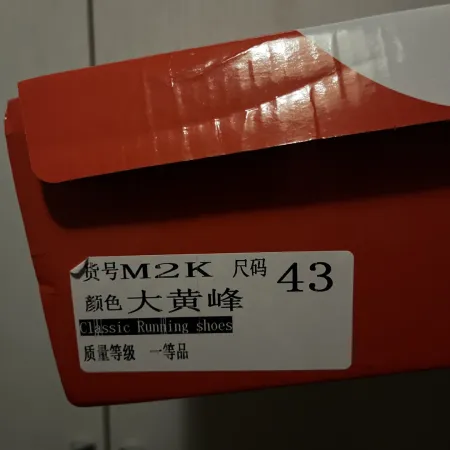 货号M2K 尺码 43
颜色大黄峰
Classic Running shoes
质量等级 一等品